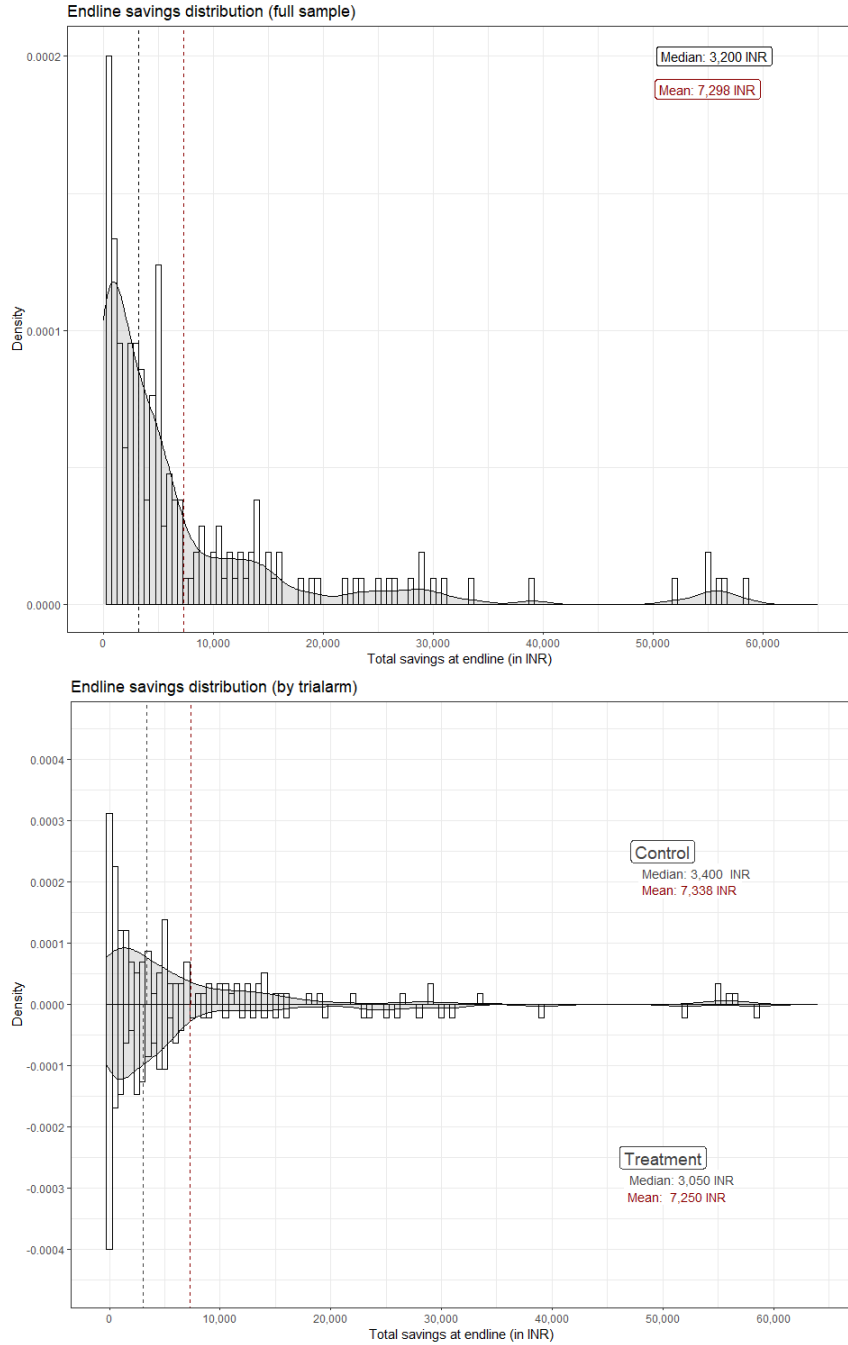 Endline savings distribution (full sample)
0.0002
Median: 3,200 INR
Mean: 7,298 INR
Density
0.0001
0.0000
0
10,000
20,000
30,000
40,000
50,000
60,000
Total savings at endline (in INR)
Endline savings distribution (by trialarm)
0.0004
0.0003
Control
0.0002
Median: 3,400 INR
Mean: 7,338 INR
0.0001
Density
0.0000
-0.0001
-0.0002
Treatment
Median: 3,050 INR
-0.0003
Mean: 7,250 INR
-0.0004
0
10,000
20,000
30,000
40,000
50,000
60,000
Total savings at endline (in INR)